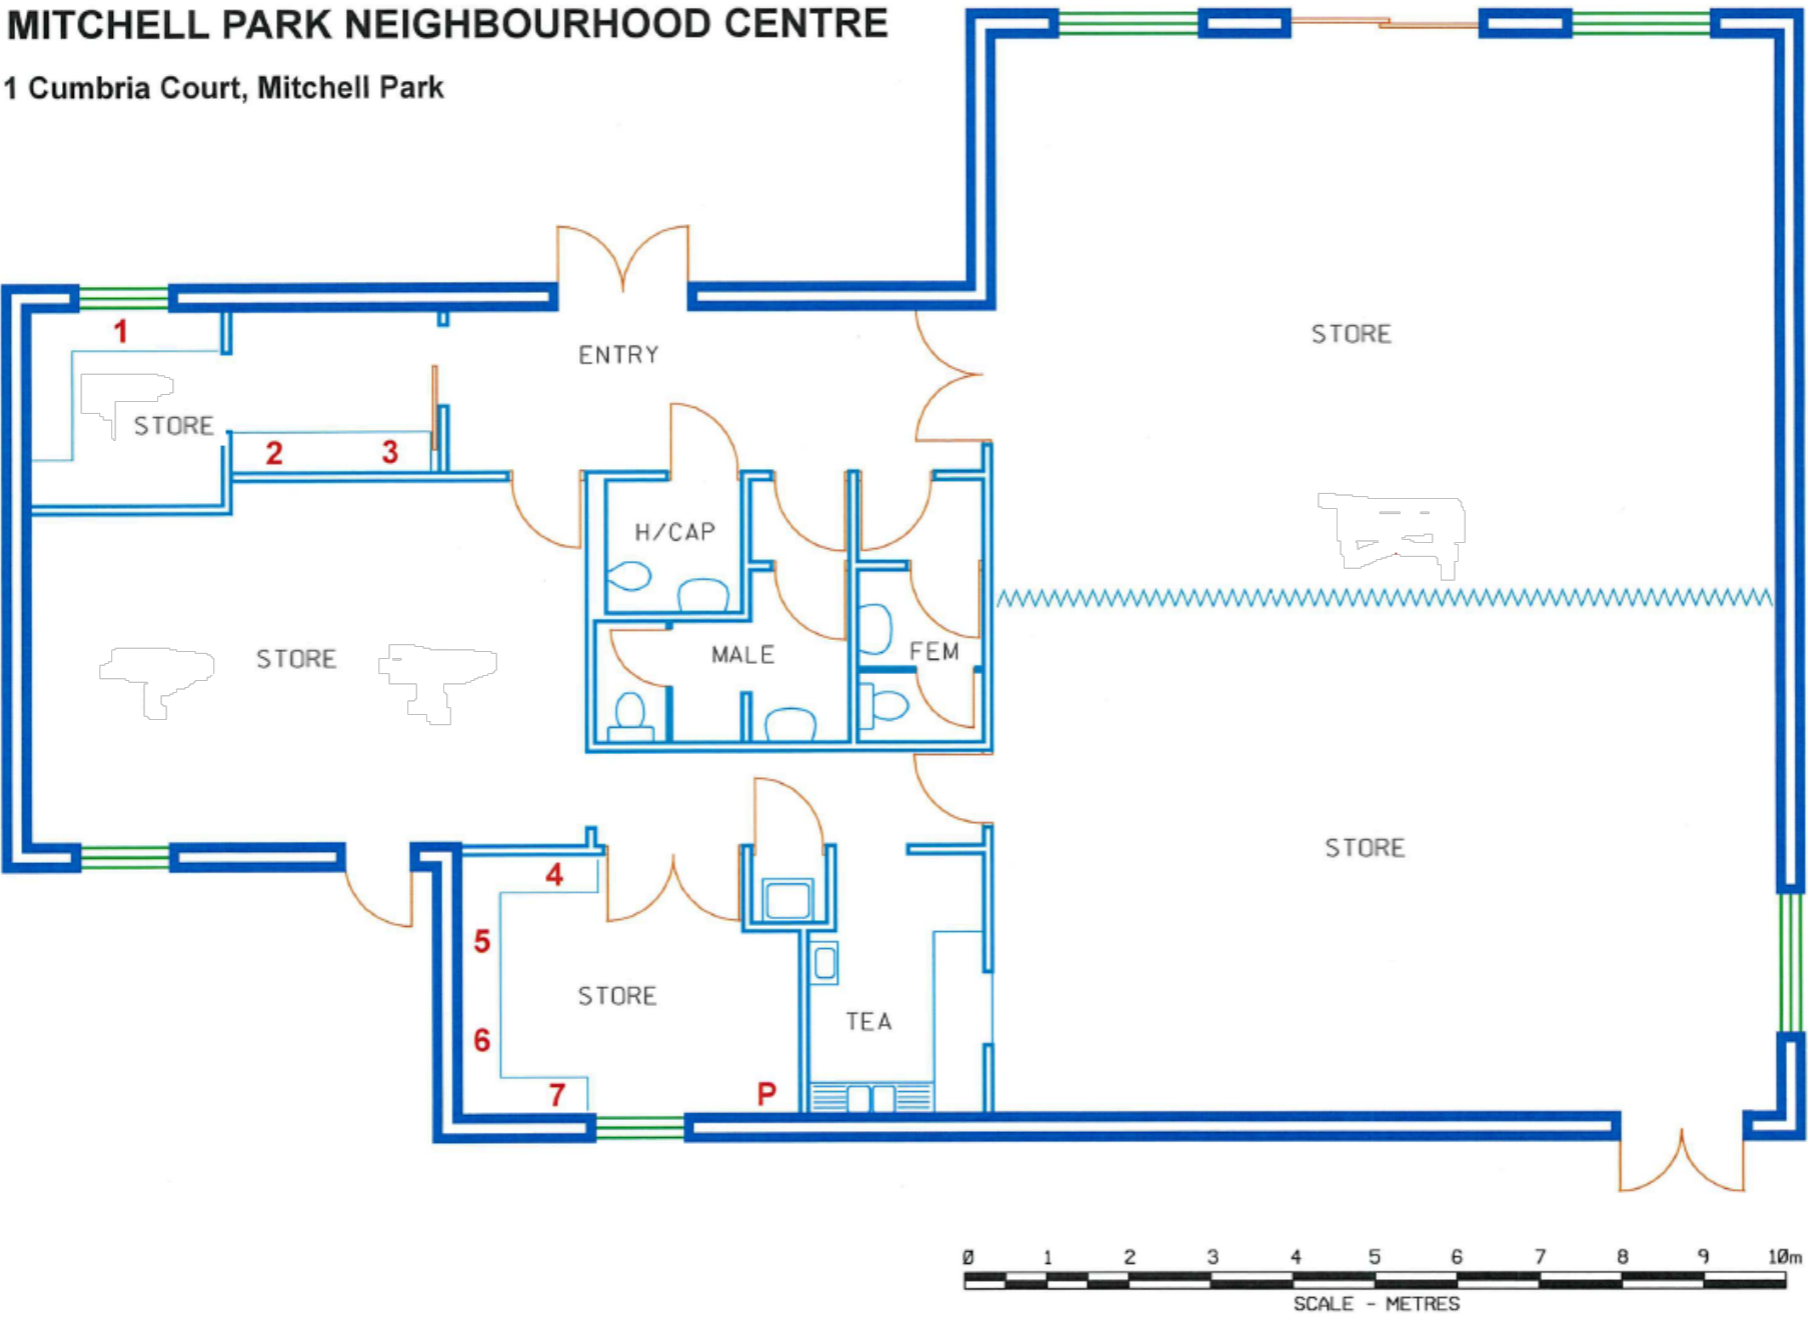 MITCHELL PARK NEIGHBOURHOOD CENTRE
1 Cumbria Court, Mitchell Park
1
ENTRY
STORE
STORE
2
3
H/CAP
STORE
MALE
FEM
STORE
4
5
STORE
6
TEA
7
P
0 1 2 3 4 5 6 7 8 9 10m
SCALE - METRES